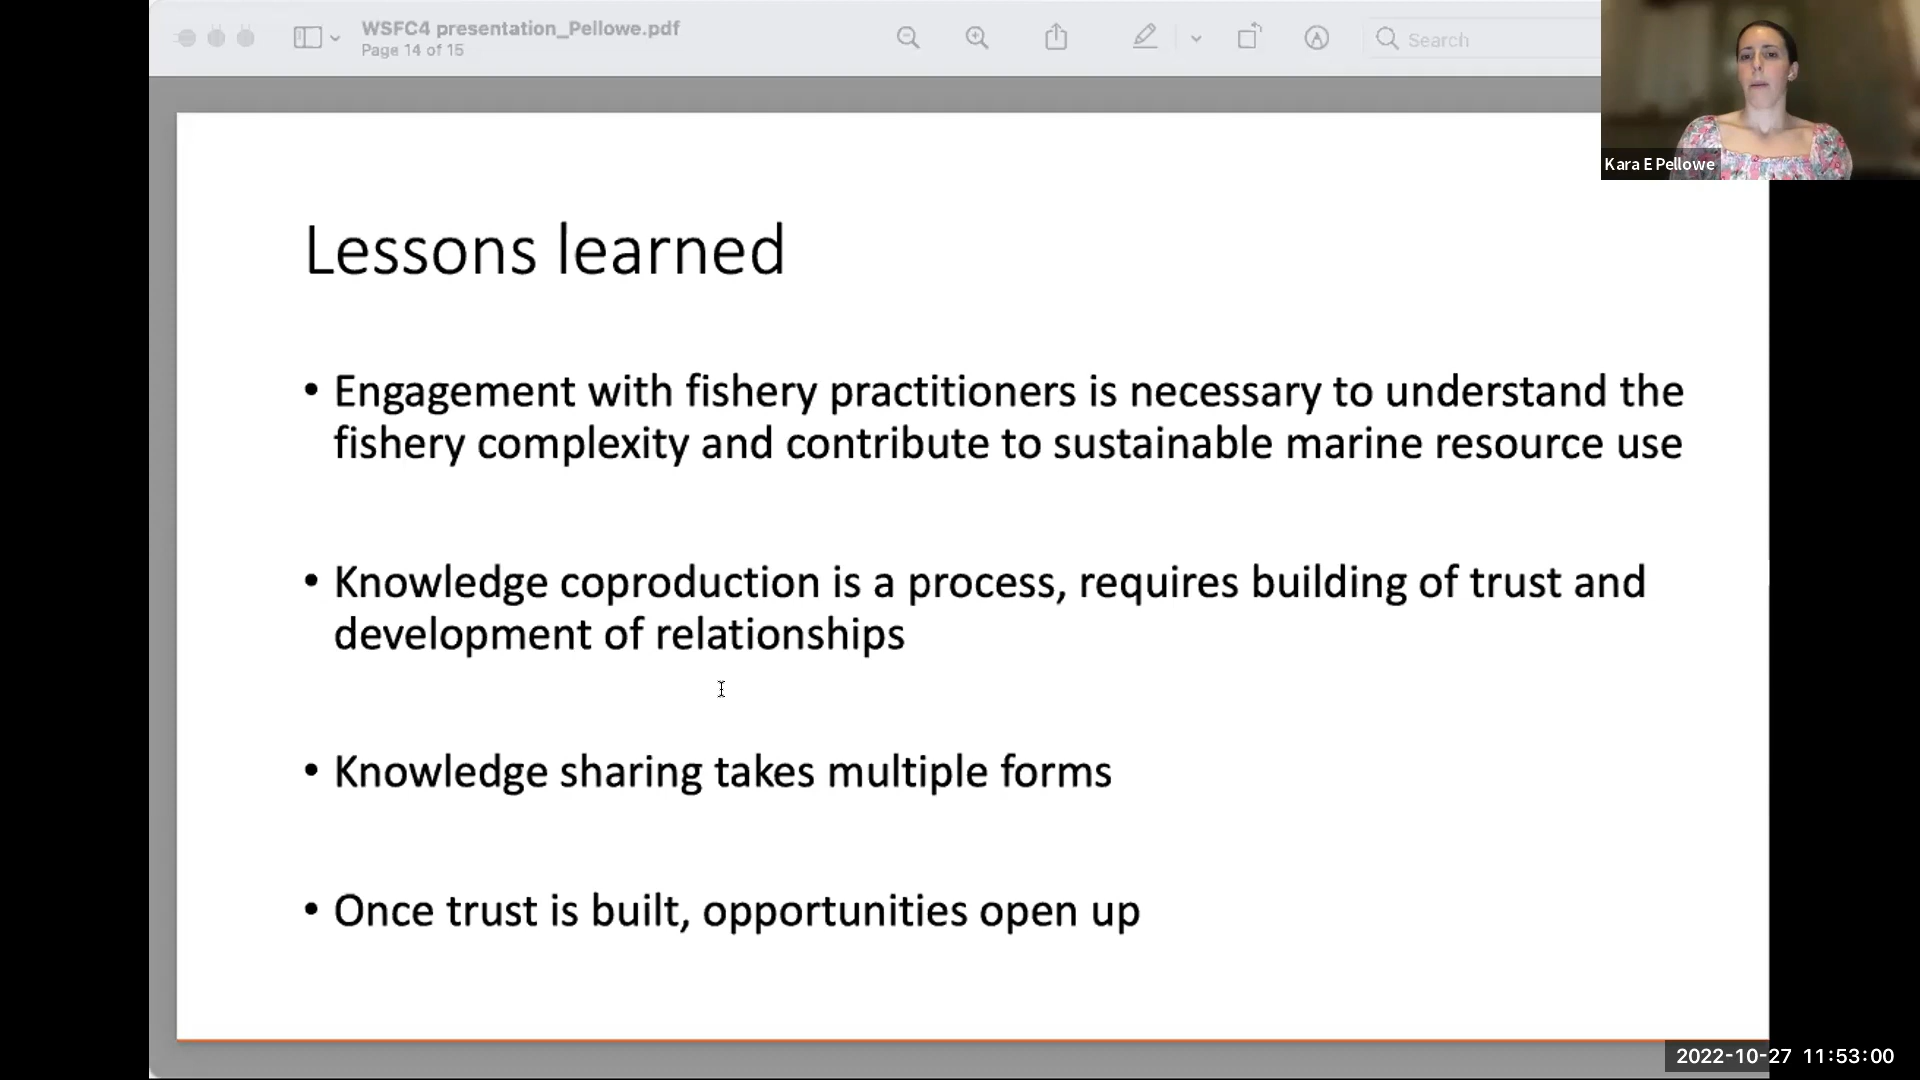 WSFC4 presentation_Pellowe.pdf
Page 14 of 15
Search
Kara E Pellowe
Lessons learned
• Engagement with fishery practitioners is necessary to understand the
fishery complexity and contribute to sustainable marine resource use
• Knowledge coproduction is a process, requires building of trust and
development of relationships
• Knowledge sharing takes multiple forms
• Once trust is built, opportunities open up
2022-10-27 11:53:00